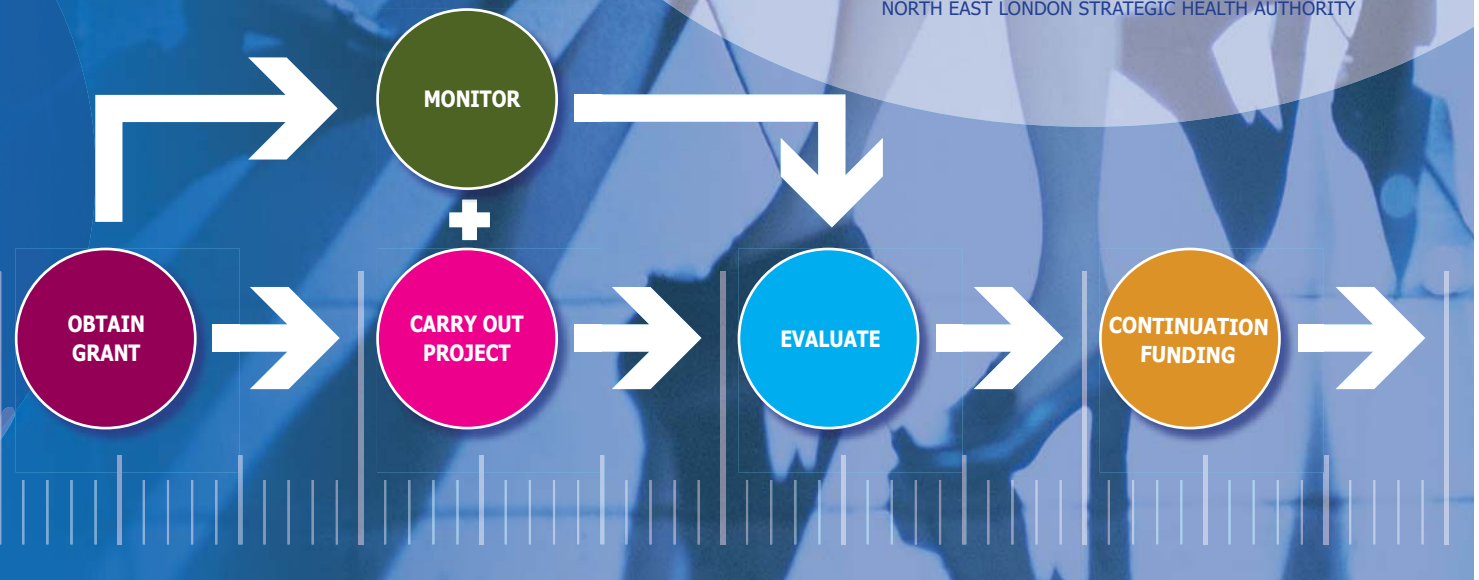 NORTH EAST LONDON STRATEGIC HEALTH AUTHORITY
MONITOR
OBTAIN
GRANT
CARRY OUT
PROJECT
EVALUATE
CONTINUATION
FUNDING